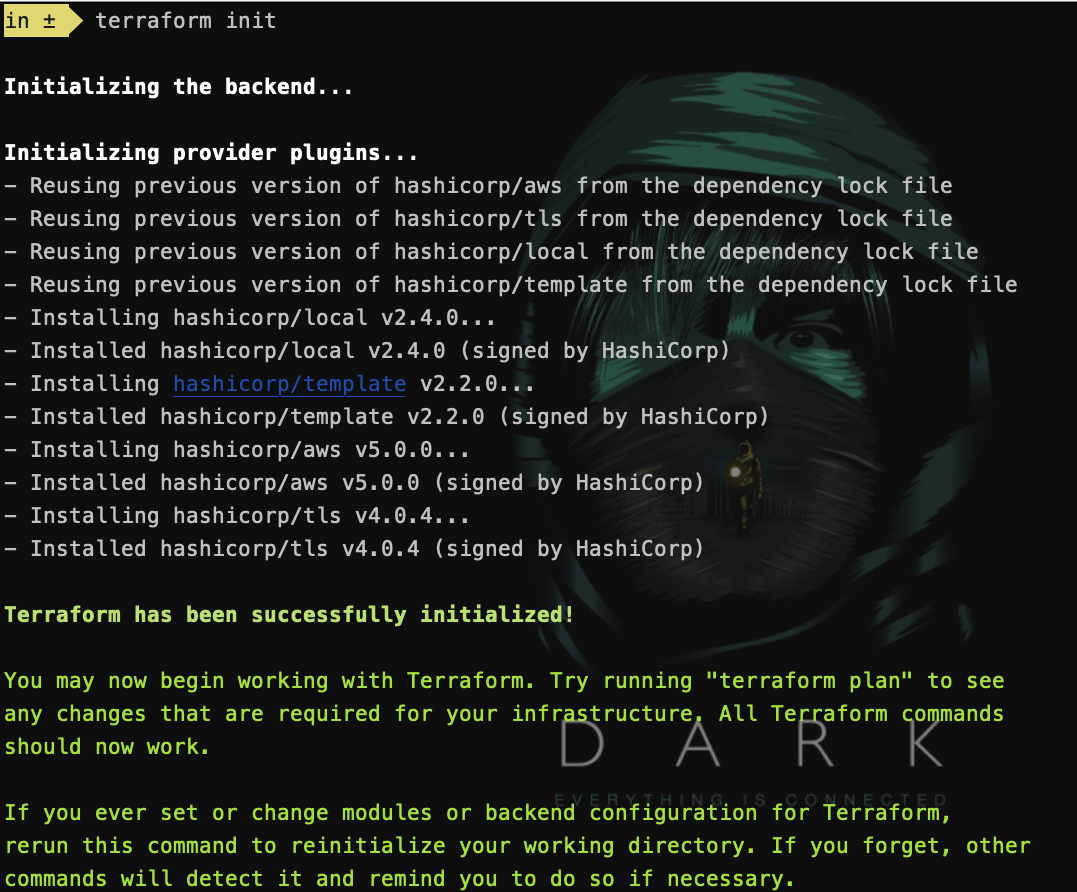 in ± terraform init
Initializing the backend...
Initializing provider plugins...
- Reusing previous version of hashicorp/aws from the dependency lock file
- Reusing previous version of hashicorp/tls from the dependency lock file
- Reusing previous version of hashicorp/local from the dependency lock file
- Reusing previous version of hashicorp/template from the dependency lock file
- Installing hashicorp/local v2.4.0...
- Installed hashicorp/local v2.4.0 (signed by HashiCorp)
- Installing hashicorp/template v2.2.0...
- Installed hashicorp/template v2.2.0 (signed by HashiCorp)
- Installing hashicorp/aws v5.0.0...
- Installed hashicorp/aws v5.0.0 (signed by HashiCorp)
- Installing hashicorp/tls v4.0.4...
- Installed hashicorp/tls v4.0.4 (signed by HashiCorp)
Terraform has been successfully initialized!
You may now begin working with Terraform. Try running "terraform plan" to see
any changes that are required for your infrastructure. All Terraform commands
should now work.
DARK
EVERYTHING IS CONNECTED
If you ever set or change modules or backend configuration for Terraform,
rerun this command to reinitialize your working directory. If you forget, other
commands will detect it and remind you to do so if necessary.